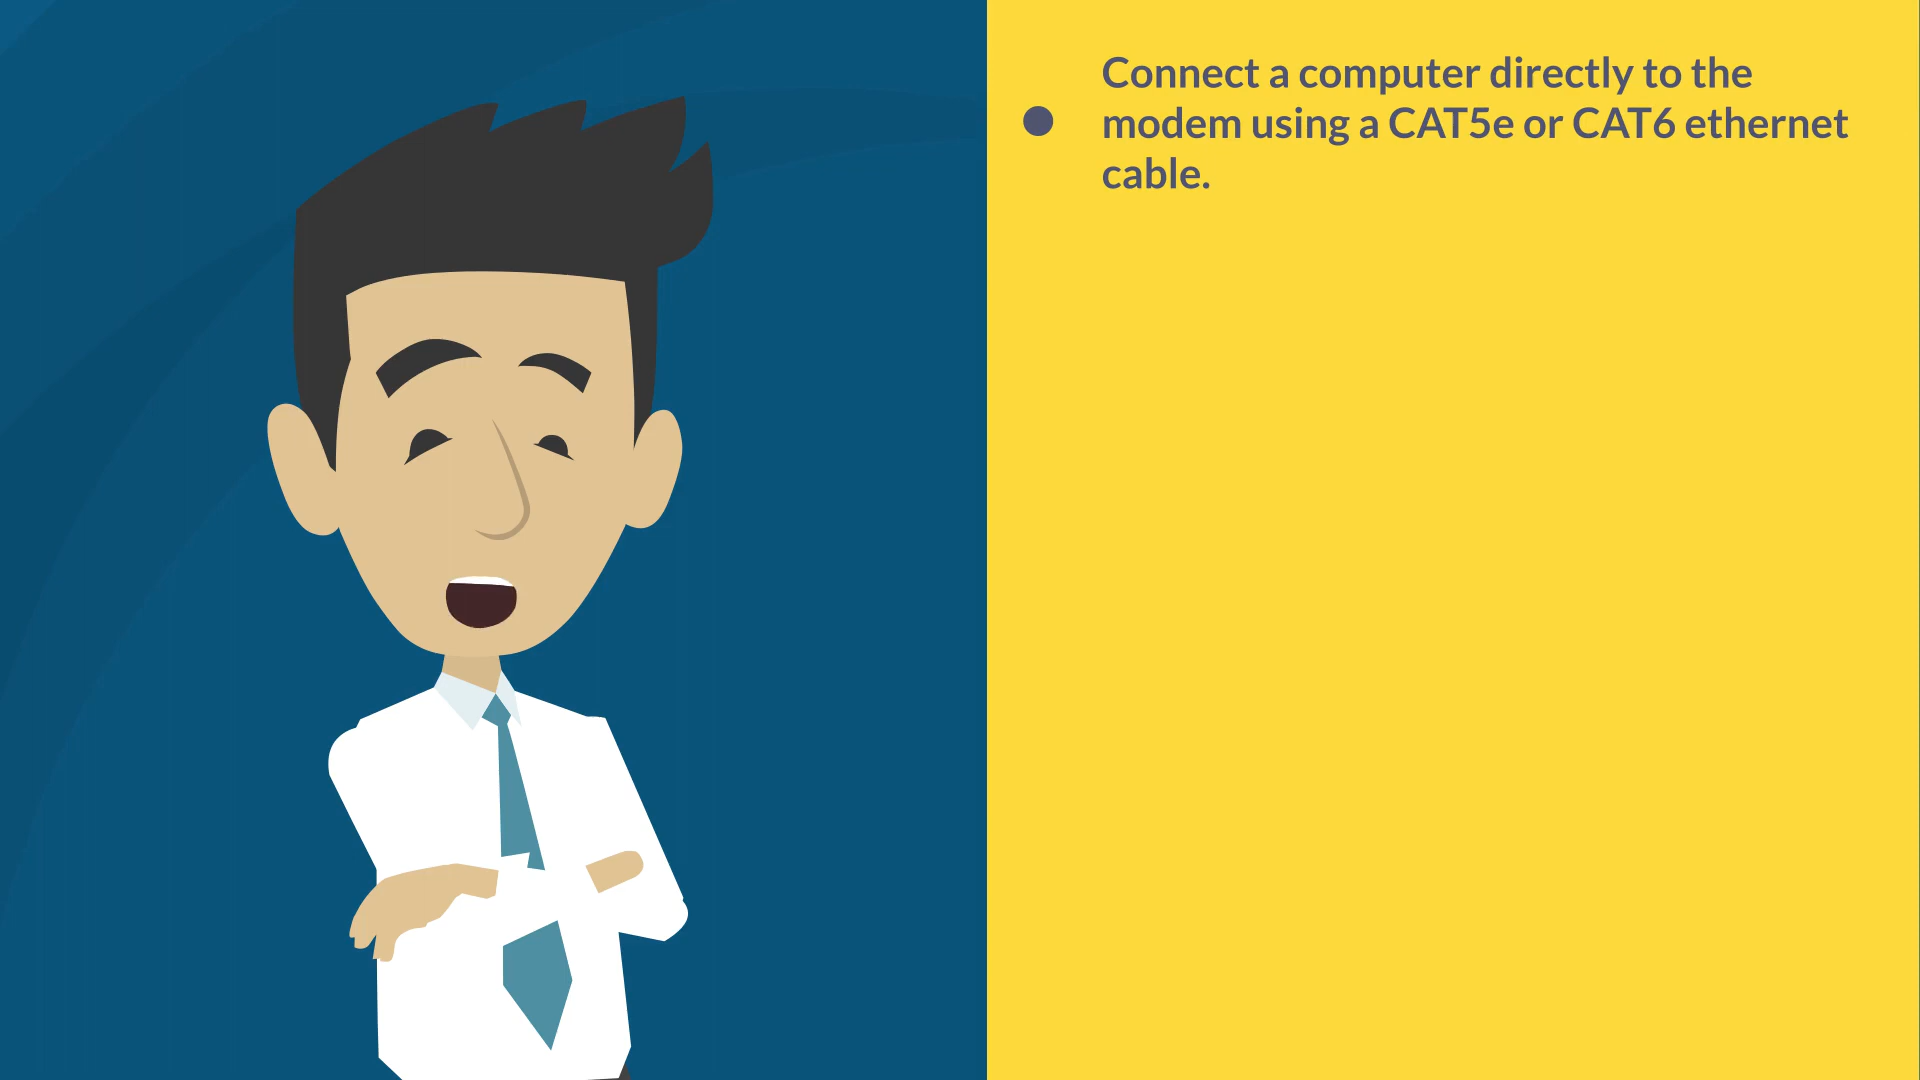 Connect a computer directly to the
modem using a CAT5e or CAT6 ethernet
cable.